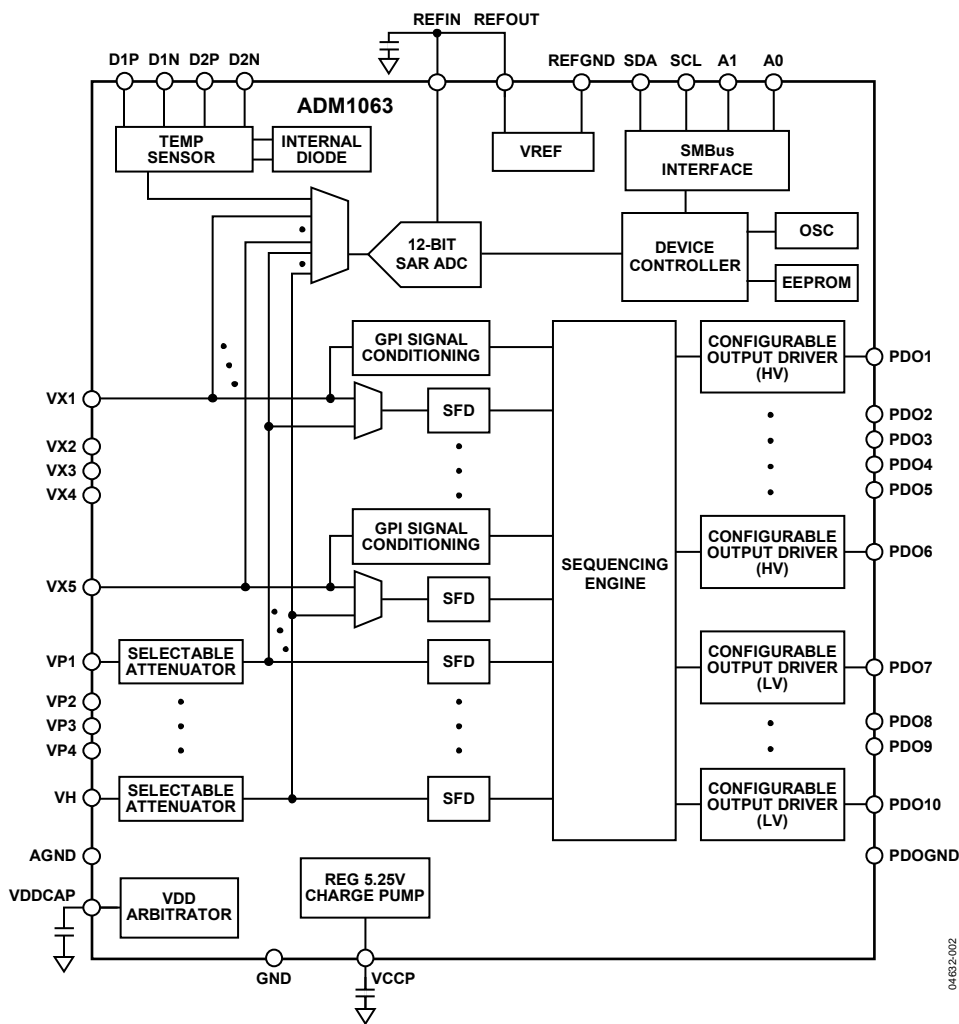 REFIN REFOUT
D1P D1N D2P D2N
REFGND SDA SCL A1 A0
ADM1063
TEMP
SENSOR
INTERNAL
DIODE
VREF
SMBus
INTERFACE
12-BIT
SAR ADC
DEVICE
CONTROLLER
OSC
EEPROM
GPI SIGNAL
CONDITIONING
CONFIGURABLE
OUTPUT DRIVER
(HV)
PDO1
VX1
SFD
PDO2
VX2
PDO3
VX3
PDO4
VX4
PDO5
GPI SIGNAL
CONDITIONING
CONFIGURABLE
OUTPUT DRIVER
(HV)
PDO6
SEQUENCING
ENGINE
VX5
SFD
VP1
SELECTABLE
ATTENUATOR
SFD
CONFIGURABLE
OUTPUT DRIVER
(LV)
PDO7
VP2
PDO8
VP3
PDO9
VP4
VH
SELECTABLE
ATTENUATOR
SFD
CONFIGURABLE
OUTPUT DRIVER
(LV)
PDO10
AGND
PDOGND
VDDCAP
VDD
ARBITRATOR
REG 5.25V
CHARGE PUMP
GND
VCCP
04632-002